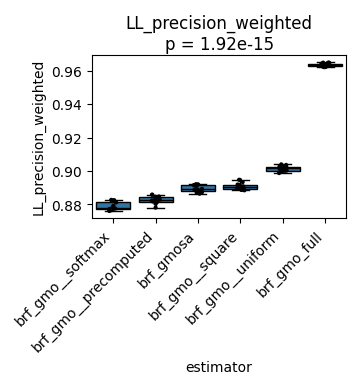 LL_precision_weighted
p = 1.92e-15
LL_precision_weighted
0.96
0.94
0.92
0.90
0.88
brf_gmo__softmax
brf_gmo__precomputed
brf_gmosa
brf_gmo__square
brf_gmo__uniform
brf_gmo_full
estimator